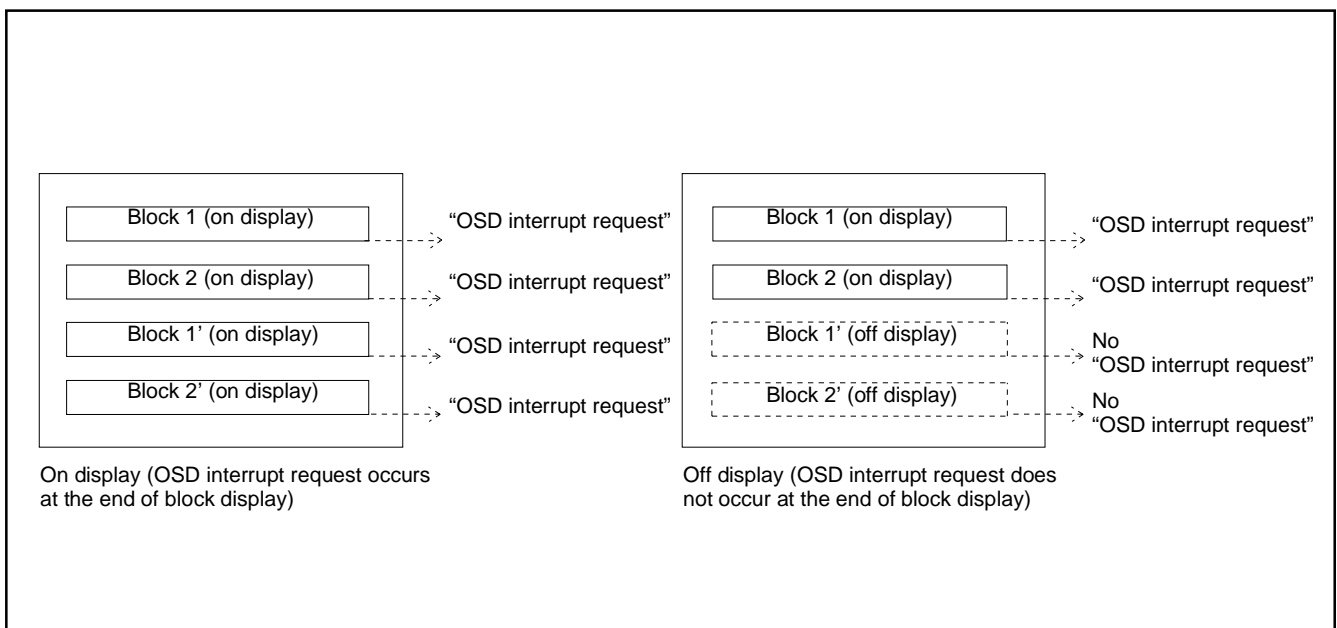 Block 1 (on display)
“OSD interrupt request”
Block 2 (on display)
“OSD interrupt request”
Block 1’ (on display)
“OSD interrupt request”
Block 2’ (on display)
“OSD interrupt request”
On display (OSD interrupt request occurs
at the end of block display)
Block 1 (on display)
“OSD interrupt request”
Block 2 (on display)
“OSD interrupt request”
Block 1’ (off display)
No
“OSD interrupt request”
Block 2’ (off display)
No
“OSD interrupt request”
Off display (OSD interrupt request does
not occur at the end of block display)